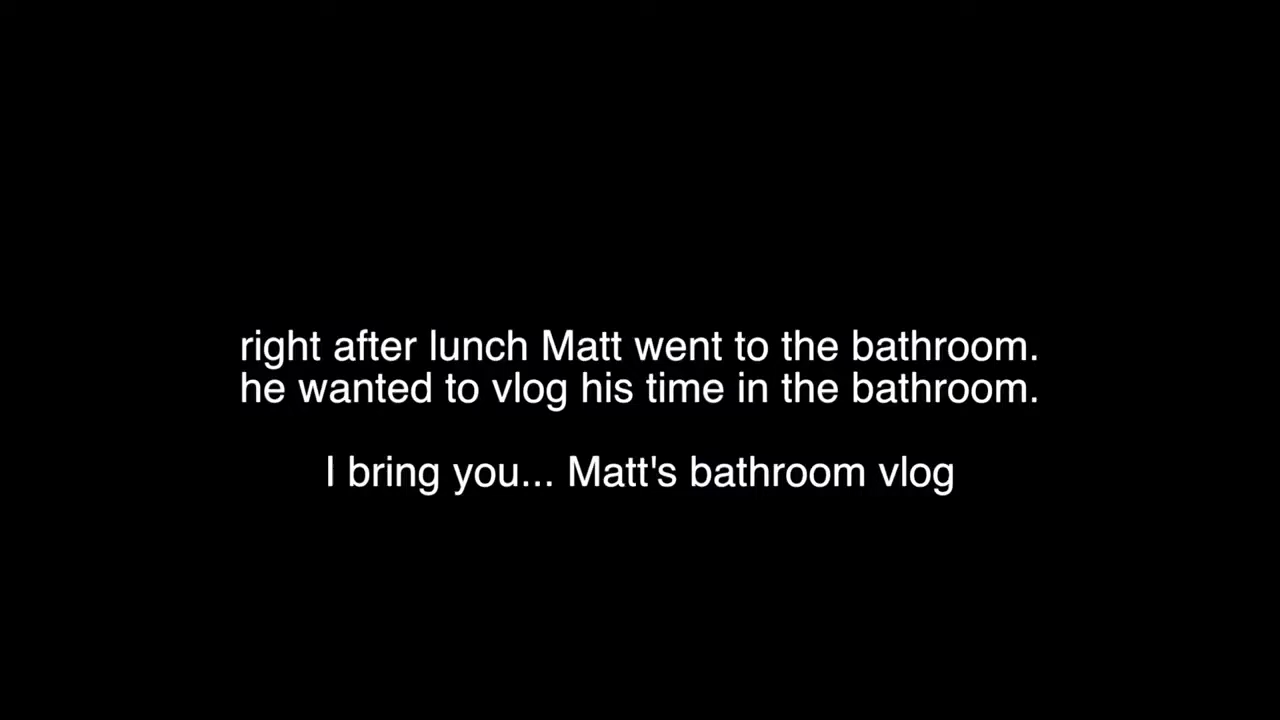 right after lunch Matt went to the bathroom.
he wanted to vlog his time in the bathroom.
I bring you... Matt's bathroom vlog